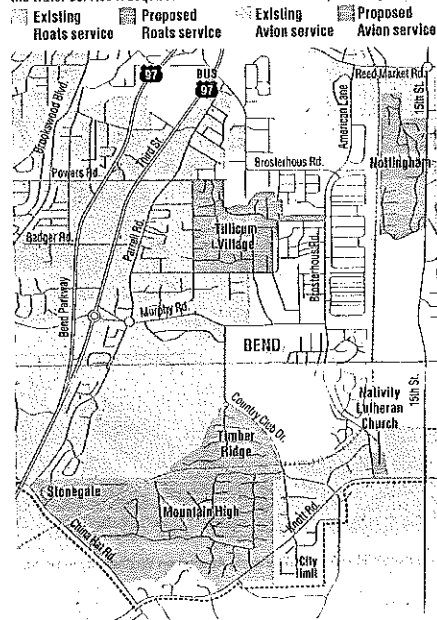 Existing
Roats service
Proposed
Roats service
Existing
Avion service
Proposed
Avion service
97
BUS
97
Reed Market Rd.
15th St.
American Lane
Nottingham
Brookswood Blvd.
Third St.
Powers Rd.
Brosterhous Rd.
Parrel Rd.
Tillicum
Village
Badger Rd.
Brosterhous Rd.
Bend Parkway
Murphy Rd.
BEND
Nativity
Lutheran
Church
15th St.
Country Club Dr.
Timber
Ridge
Stonegate
Mountain High
Knott Rd.
China Hat Rd.
City
limit